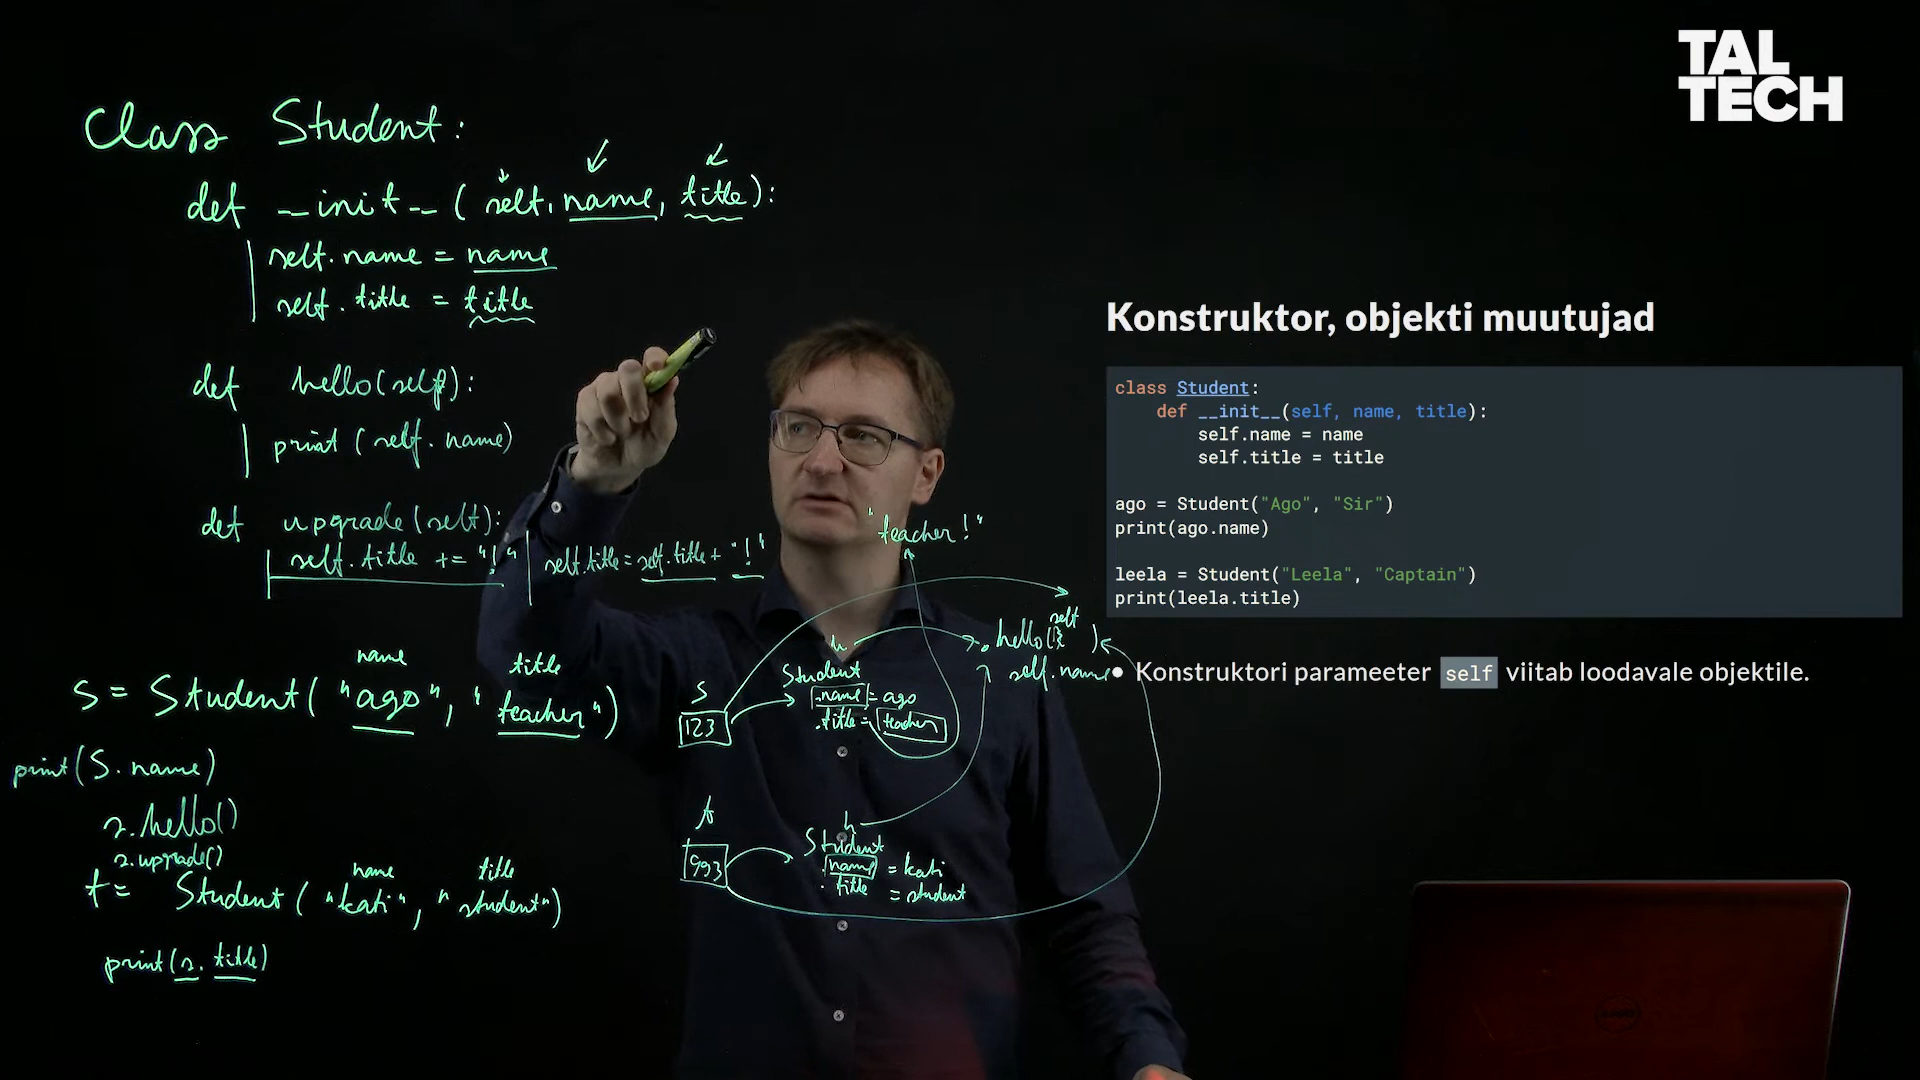 TAL
TECH
Class Student:
def __init__(self, name, title):
self.name = name
self.title = title
def hello(self):
print(self.name)
def upgrade(self):
self.title += "!"
self.title = self.title + "!"
s = Student("ago", "teacher")
name
title
print(s.name)
s.hello()
s.upgrade()
t = Student("kati", "student")
name
title
print(s.title)
"teacher!"
s
123
h
Student
.name = ago
.title = teacher
.hello( )
self
self.name
t
993
h
Student
.name = kati
.title = student
Konstruktor, objekti muutujad
class Student:
def __init__(self, name, title):
self.name = name
self.title = title
ago = Student("Ago", "Sir")
print(ago.name)
leela = Student("Leela", "Captain")
print(leela.title)
• Konstruktori parameeter self viitab loodavale objektile.